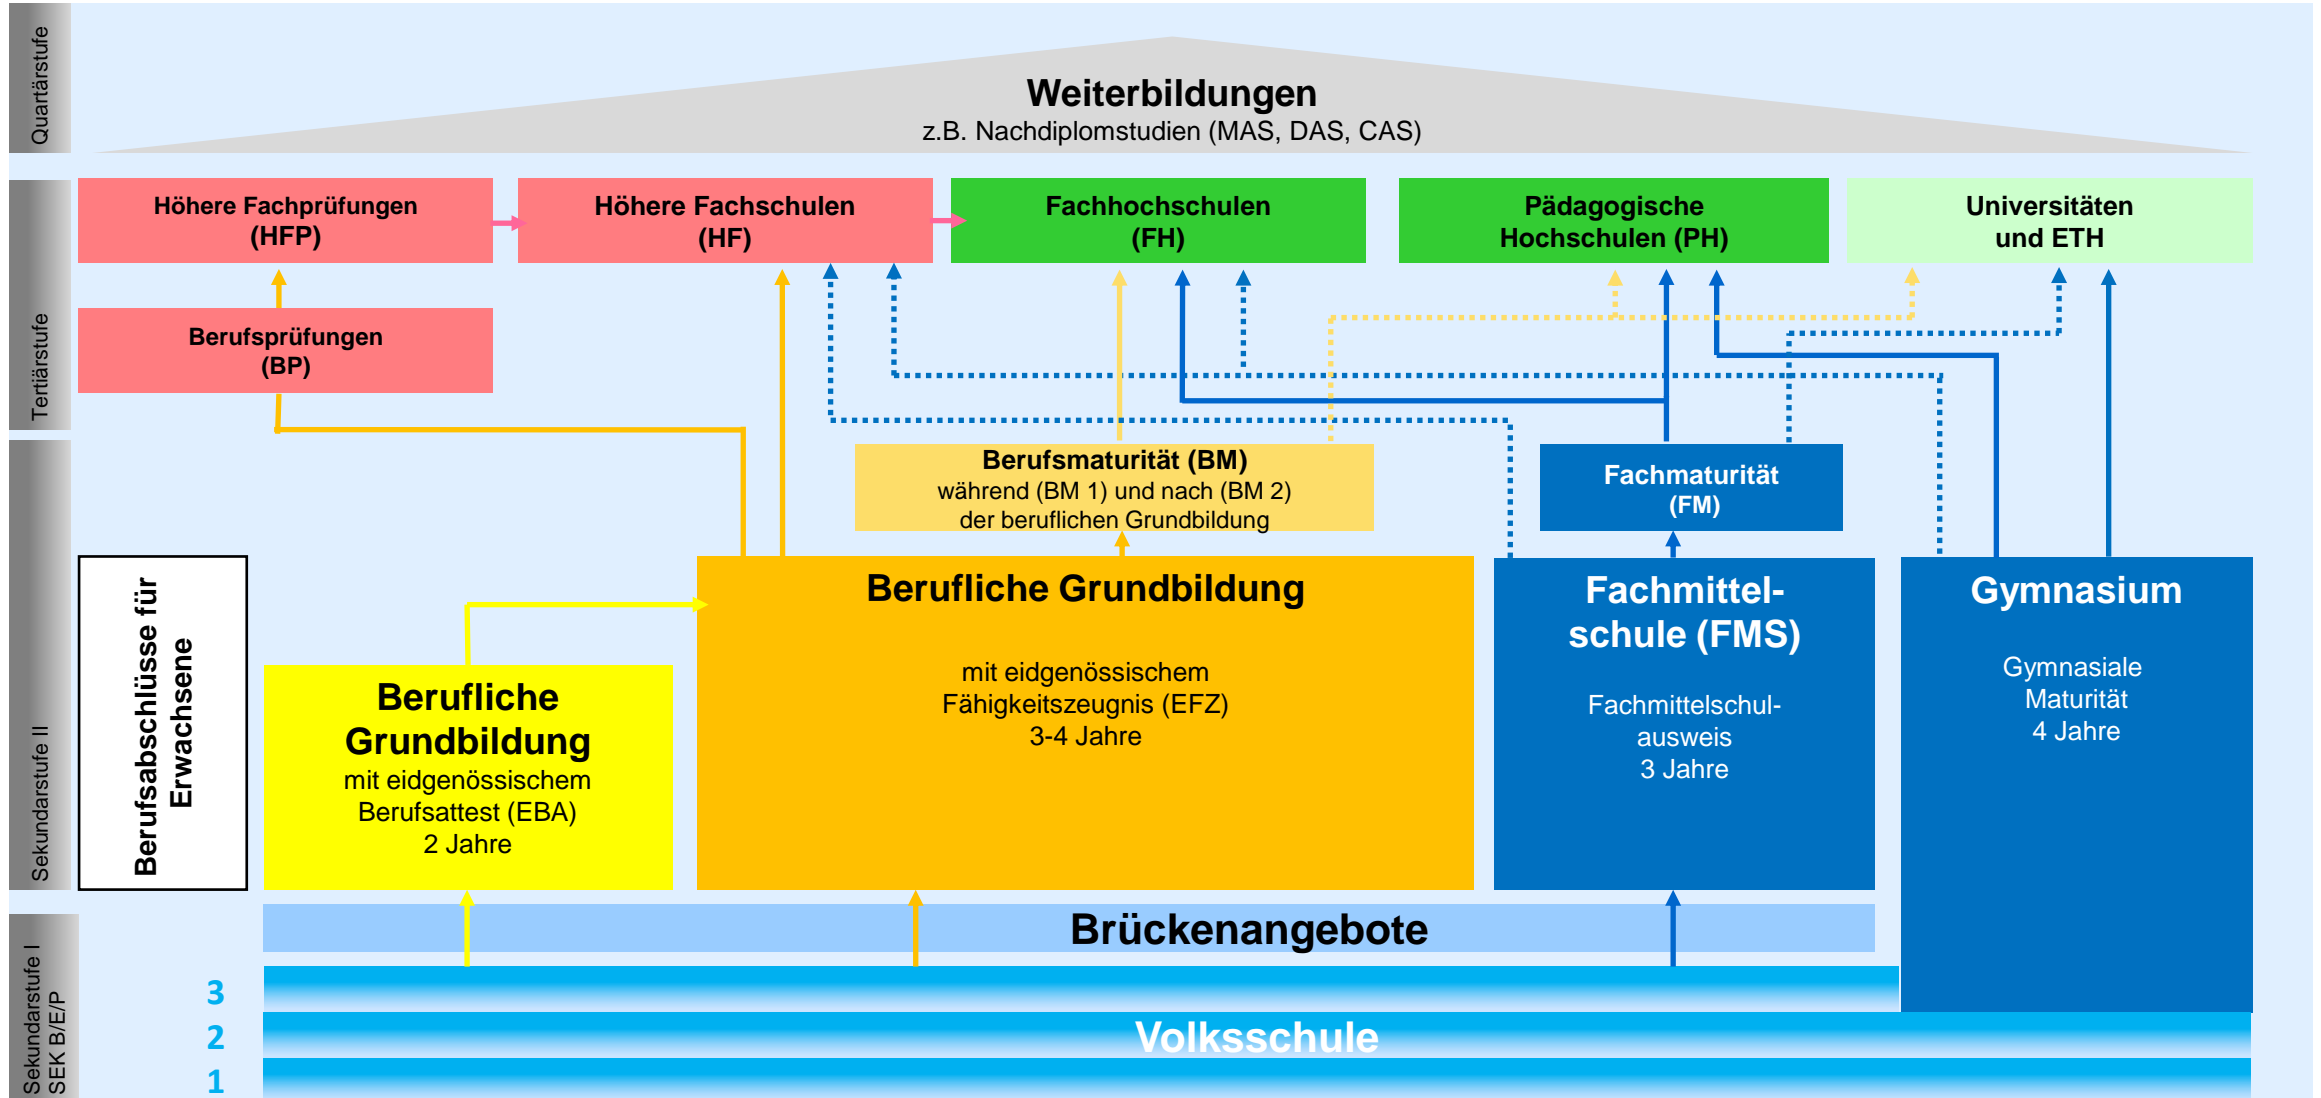 Quartärstufe
Weiterbildungen
z.B. Nachdiplomstudien (MAS, DAS, CAS)
Tertiärstufe
Höhere Fachprüfungen
(HFP)
Höhere Fachschulen
(HF)
Fachhochschulen
(FH)
Pädagogische
Hochschulen (PH)
Universitäten
und ETH
Berufsprüfungen
(BP)
Sekundarstufe II
Berufsmaturität (BM)
während (BM 1) und nach (BM 2)
der beruflichen Grundbildung
Fachmaturität
(FM)
Berufsabschlüsse für
Erwachsene
Berufliche
Grundbildung
mit eidgenössischem
Berufsattest (EBA)
2 Jahre
Berufliche Grundbildung
mit eidgenössischem
Fähigkeitszeugnis (EFZ)
3-4 Jahre
Fachmittel-
schule (FMS)
Fachmittelschul-
ausweis
3 Jahre
Gymnasium
Gymnasiale
Maturität
4 Jahre
Brückenangebote
Sekundarstufe I
SEK B/E/P
3
2
Volksschule
1